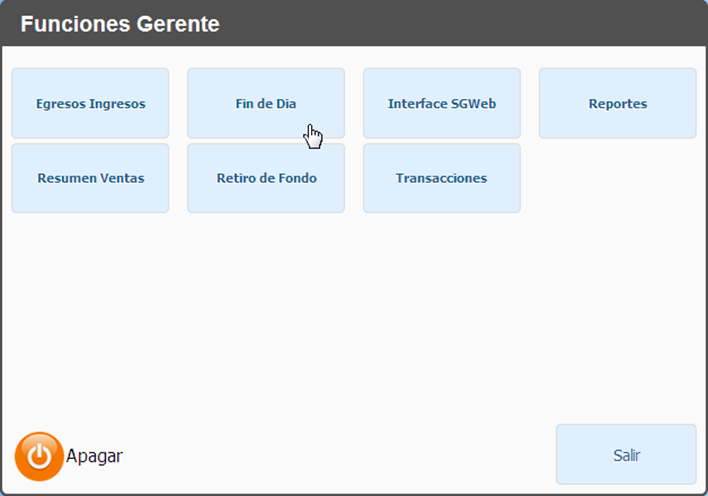 Funciones Gerente
Egresos Ingresos
Fin de Dia
Interface SGWeb
Reportes
Resumen Ventas
Retiro de Fondo
Transacciones
Apagar
Salir